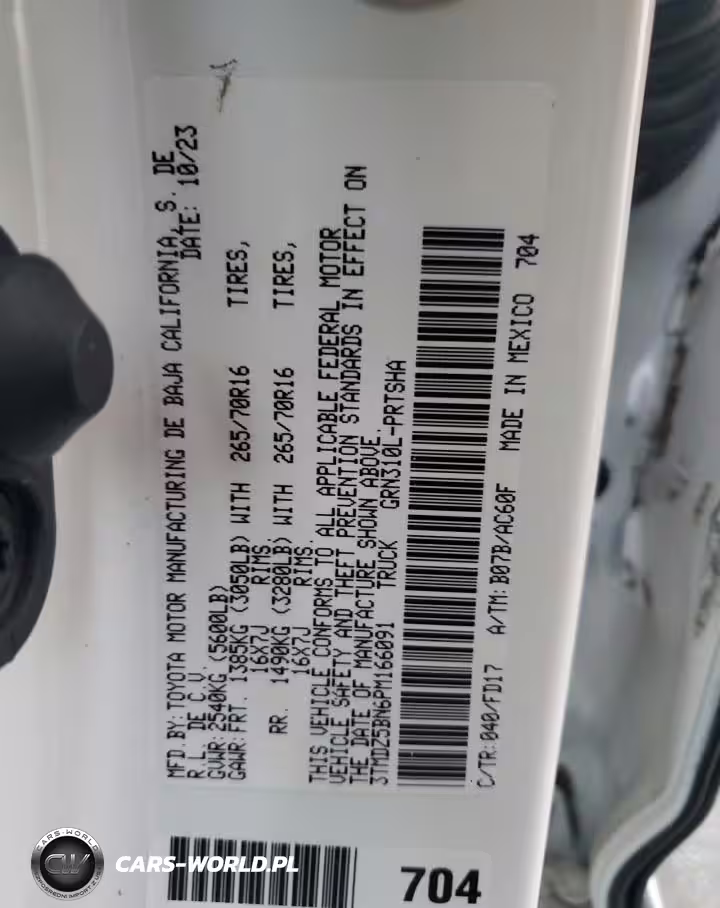 MFD.BY:TOYOTA MOTOR MANUFACTURING DE BAJA CALIFORNIA, S. DE
R.L. DE C.V. DATE: 10/23
GVWR: 2540KG (5600LB)
GAWR:FRT. 1385KG (3050LB) WITH 265/70R16 TIRES,
16X7J RIMS
RR. 1490KG (3280LB) WITH 265/70R16 TIRES,
16X7J RIMS
THIS VEHICLE CONFORMS TO ALL APPLICABLE FEDERAL MOTOR
VEHICLE SAFETY AND THEFT PREVENTION STANDARDS IN EFFECT ON
THE DATE OF MANUFACTURE SHOWN ABOVE.
3TMDZ5BN6PM166091 TRUCK GRN310L-PRTSHA
C/TR:040/FD17 A/TM:B07B/AC60F MADE IN MEXICO 704
704
CARS-WORLD
CW
CARS-WORLD.PL